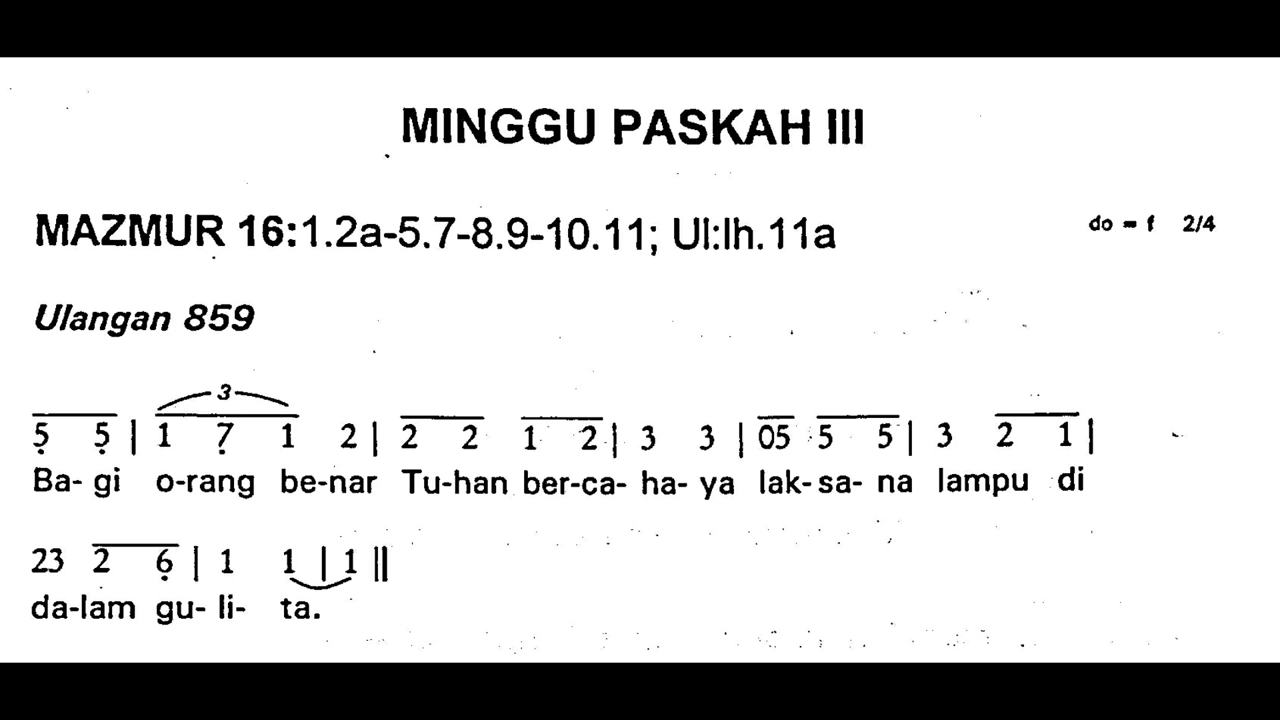 MINGGU PASKAH III
MAZMUR 16:1.2a-5.7-8.9-10.11; Ul:lh.11a do = f 2/4
Ulangan 859
3
5̣ 5̣ | 1 7̣ 1 2 | 2 2 1 2 | 3 3 | 05 5 5 | 3 2 1 |
Ba- gi o-rang be-nar Tu-han ber-ca- ha- ya lak-sa- na lampu di
23 2 6̣ | 1 1 | 1 ||
da-lam gu- li- ta.